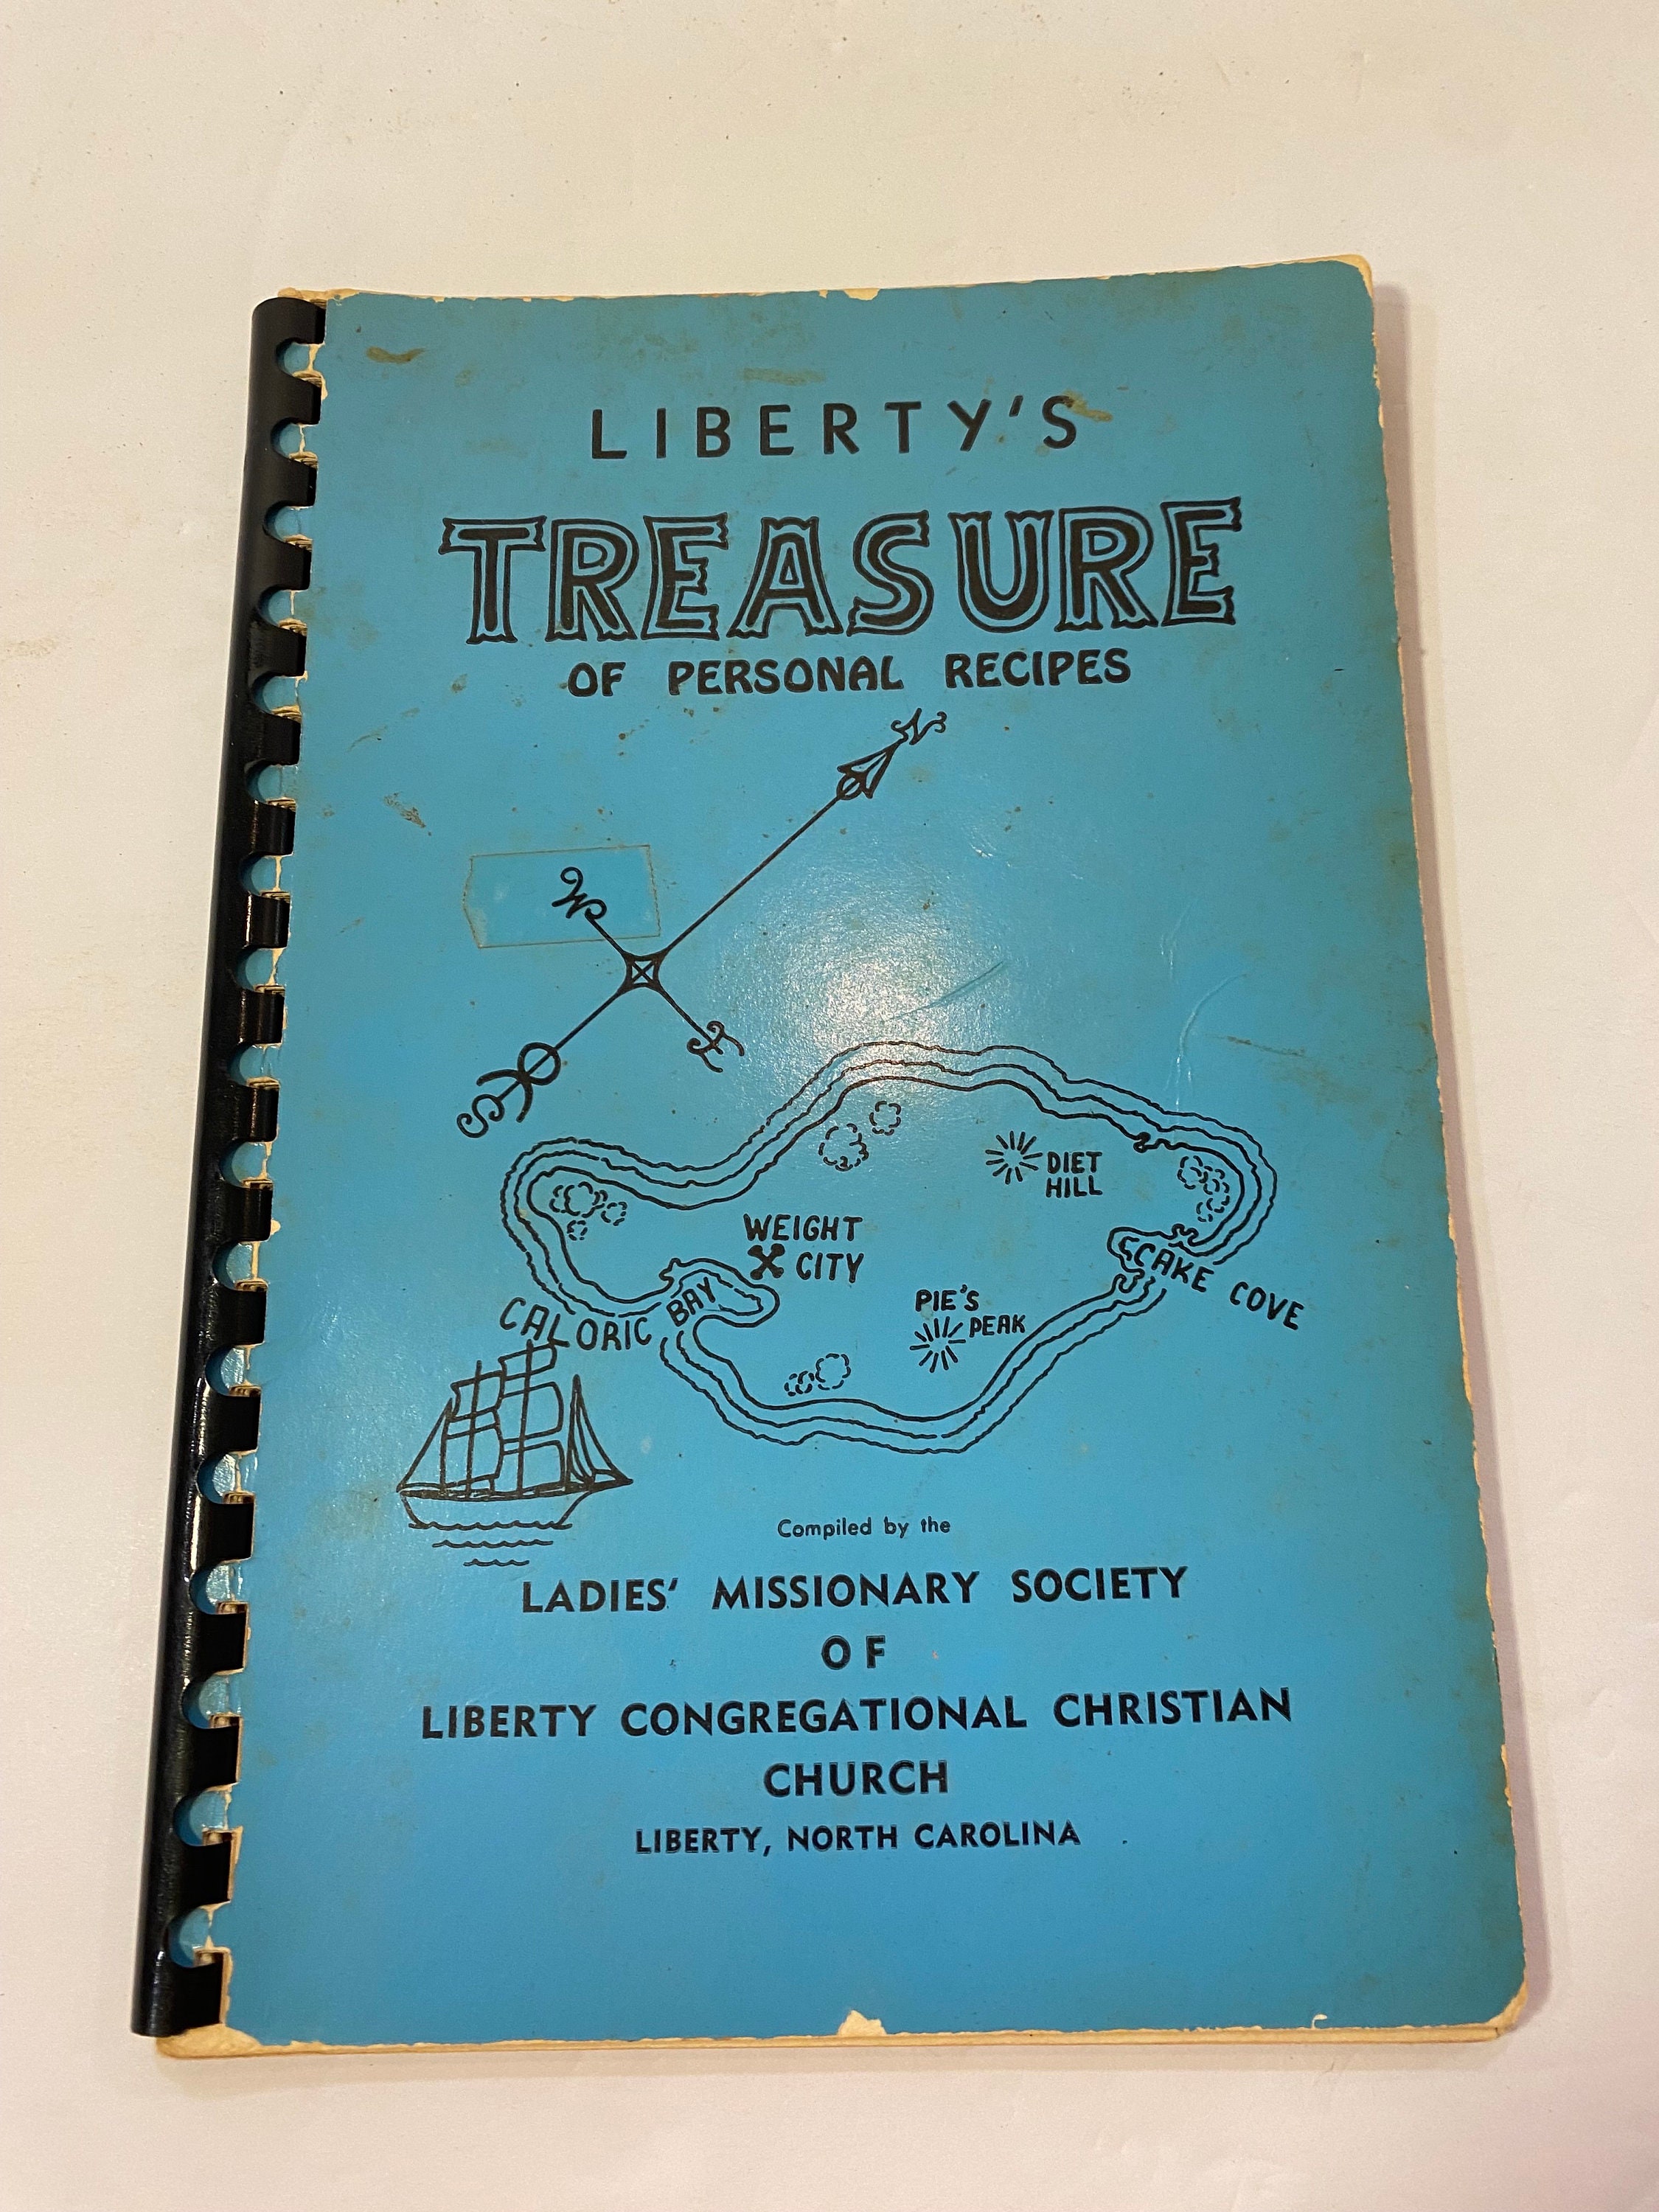 LIBERTY'S
TREASURE
OF PERSONAL RECIPES
N
W
E
S
DIET
HILL
WEIGHT
CITY
CAKE COVE
PIE'S
PEAK
CALORIC BAY
Compiled by the
LADIES' MISSIONARY SOCIETY
OF
LIBERTY CONGREGATIONAL CHRISTIAN
CHURCH
LIBERTY, NORTH CAROLINA